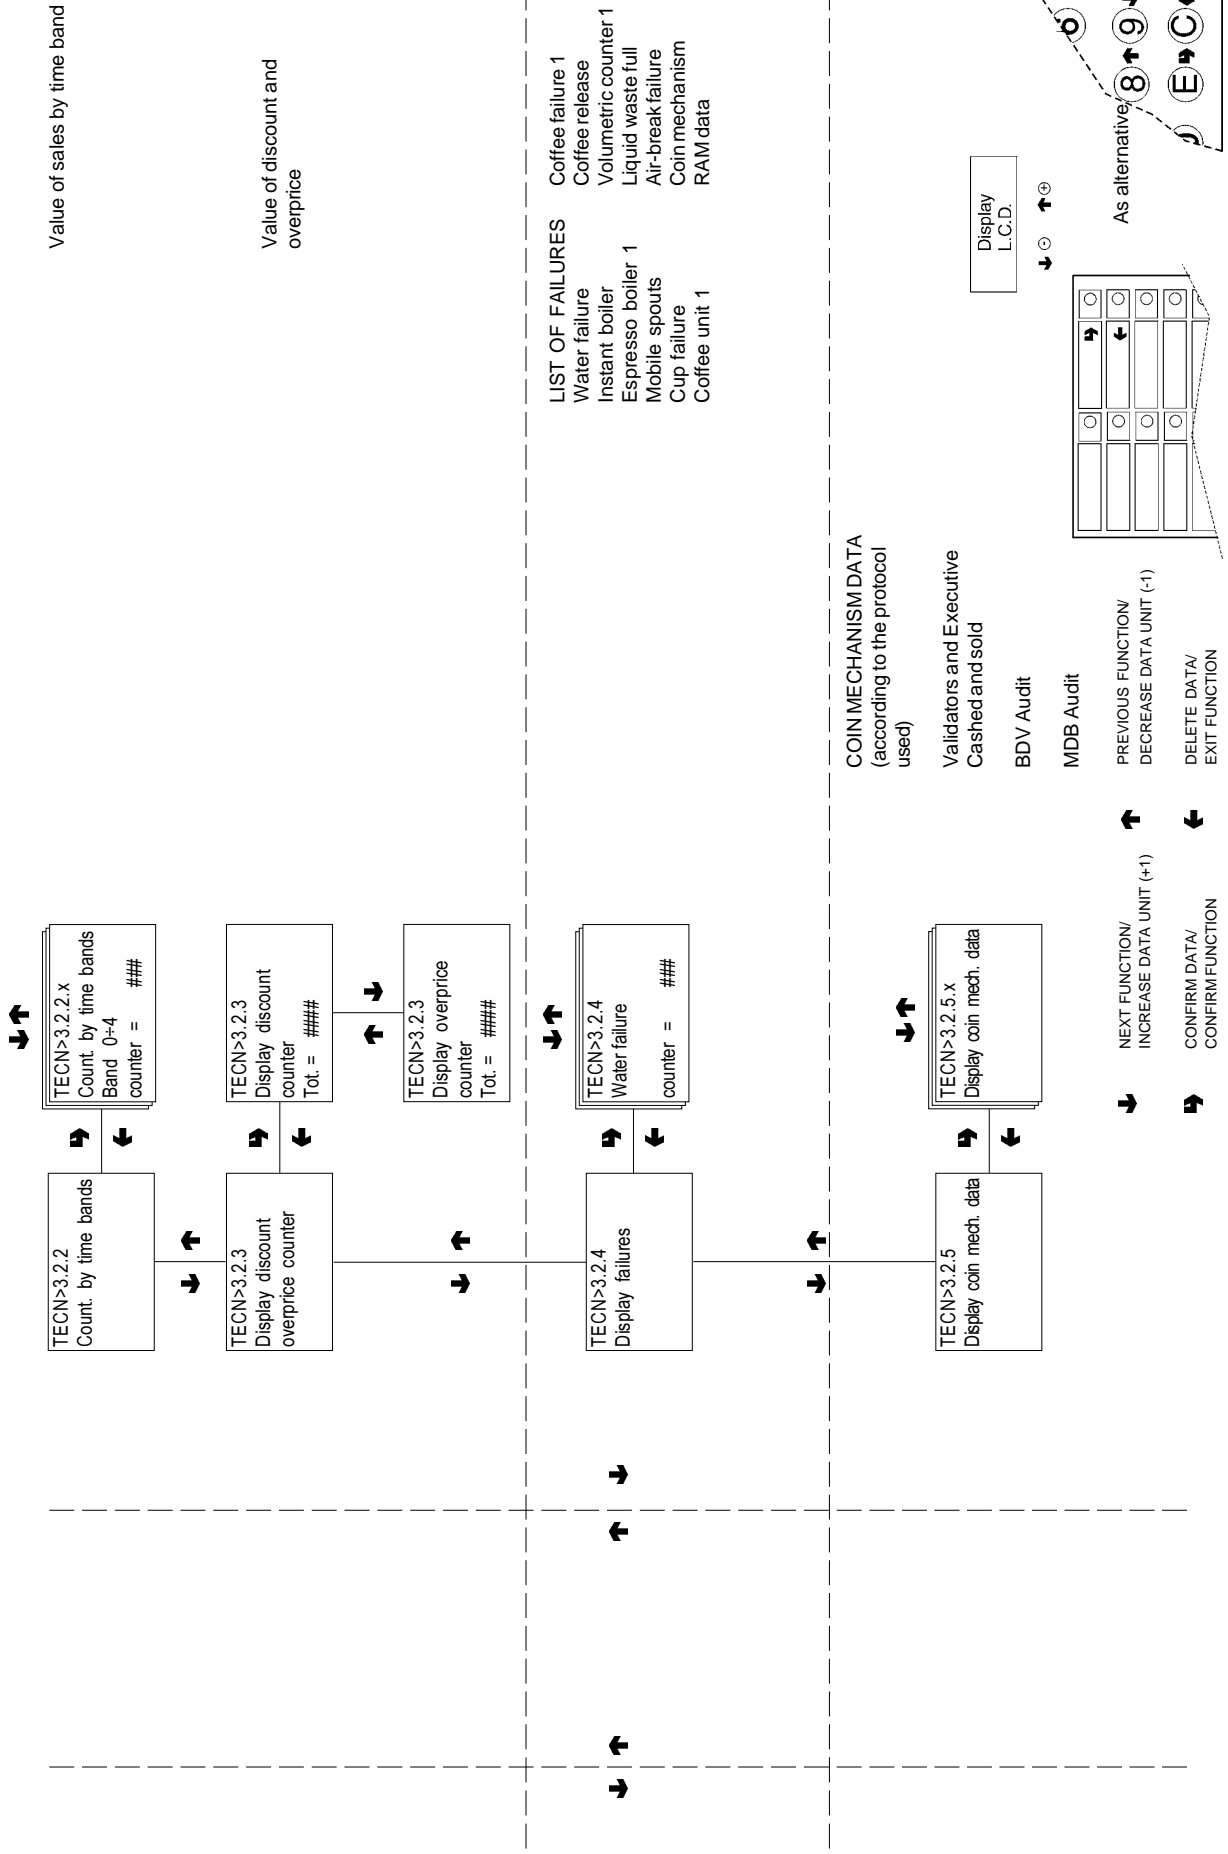 TECN>3.2.2
Count. by time bands
TECN>3.2.2.x
Count. by time bands
Band 0÷4
counter = ###
Value of sales by time band
TECN>3.2.3
Display discount
overprice counter
TECN>3.2.3
Display discount
counter
Tot. = ####
Value of discount and
overprice
TECN>3.2.3
Display overprice
counter
Tot. = ####
TECN>3.2.4
Display failures
TECN>3.2.4
Water failure
counter = ###
LIST OF FAILURES
Water failure
Instant boiler
Espresso boiler 1
Mobile spouts
Cup failure
Coffee unit 1
Coffee failure 1
Coffee release
Volumetric counter 1
Liquid waste full
Air-break failure
Coin mechanism
RAM data
TECN>3.2.5
Display coin mech. data
TECN>3.2.5.x
Display coin mech. data
COIN MECHANISM DATA
(according to the protocol
used)
Validators and Executive
Cashed and sold
BDV Audit
MDB Audit
NEXT FUNCTION/
INCREASE DATA UNIT (+1)
PREVIOUS FUNCTION/
DECREASE DATA UNIT (-1)
CONFIRM DATA/
CONFIRM FUNCTION
DELETE DATA/
EXIT FUNCTION
Display
L.C.D.
As alternative
6
8 9
E C